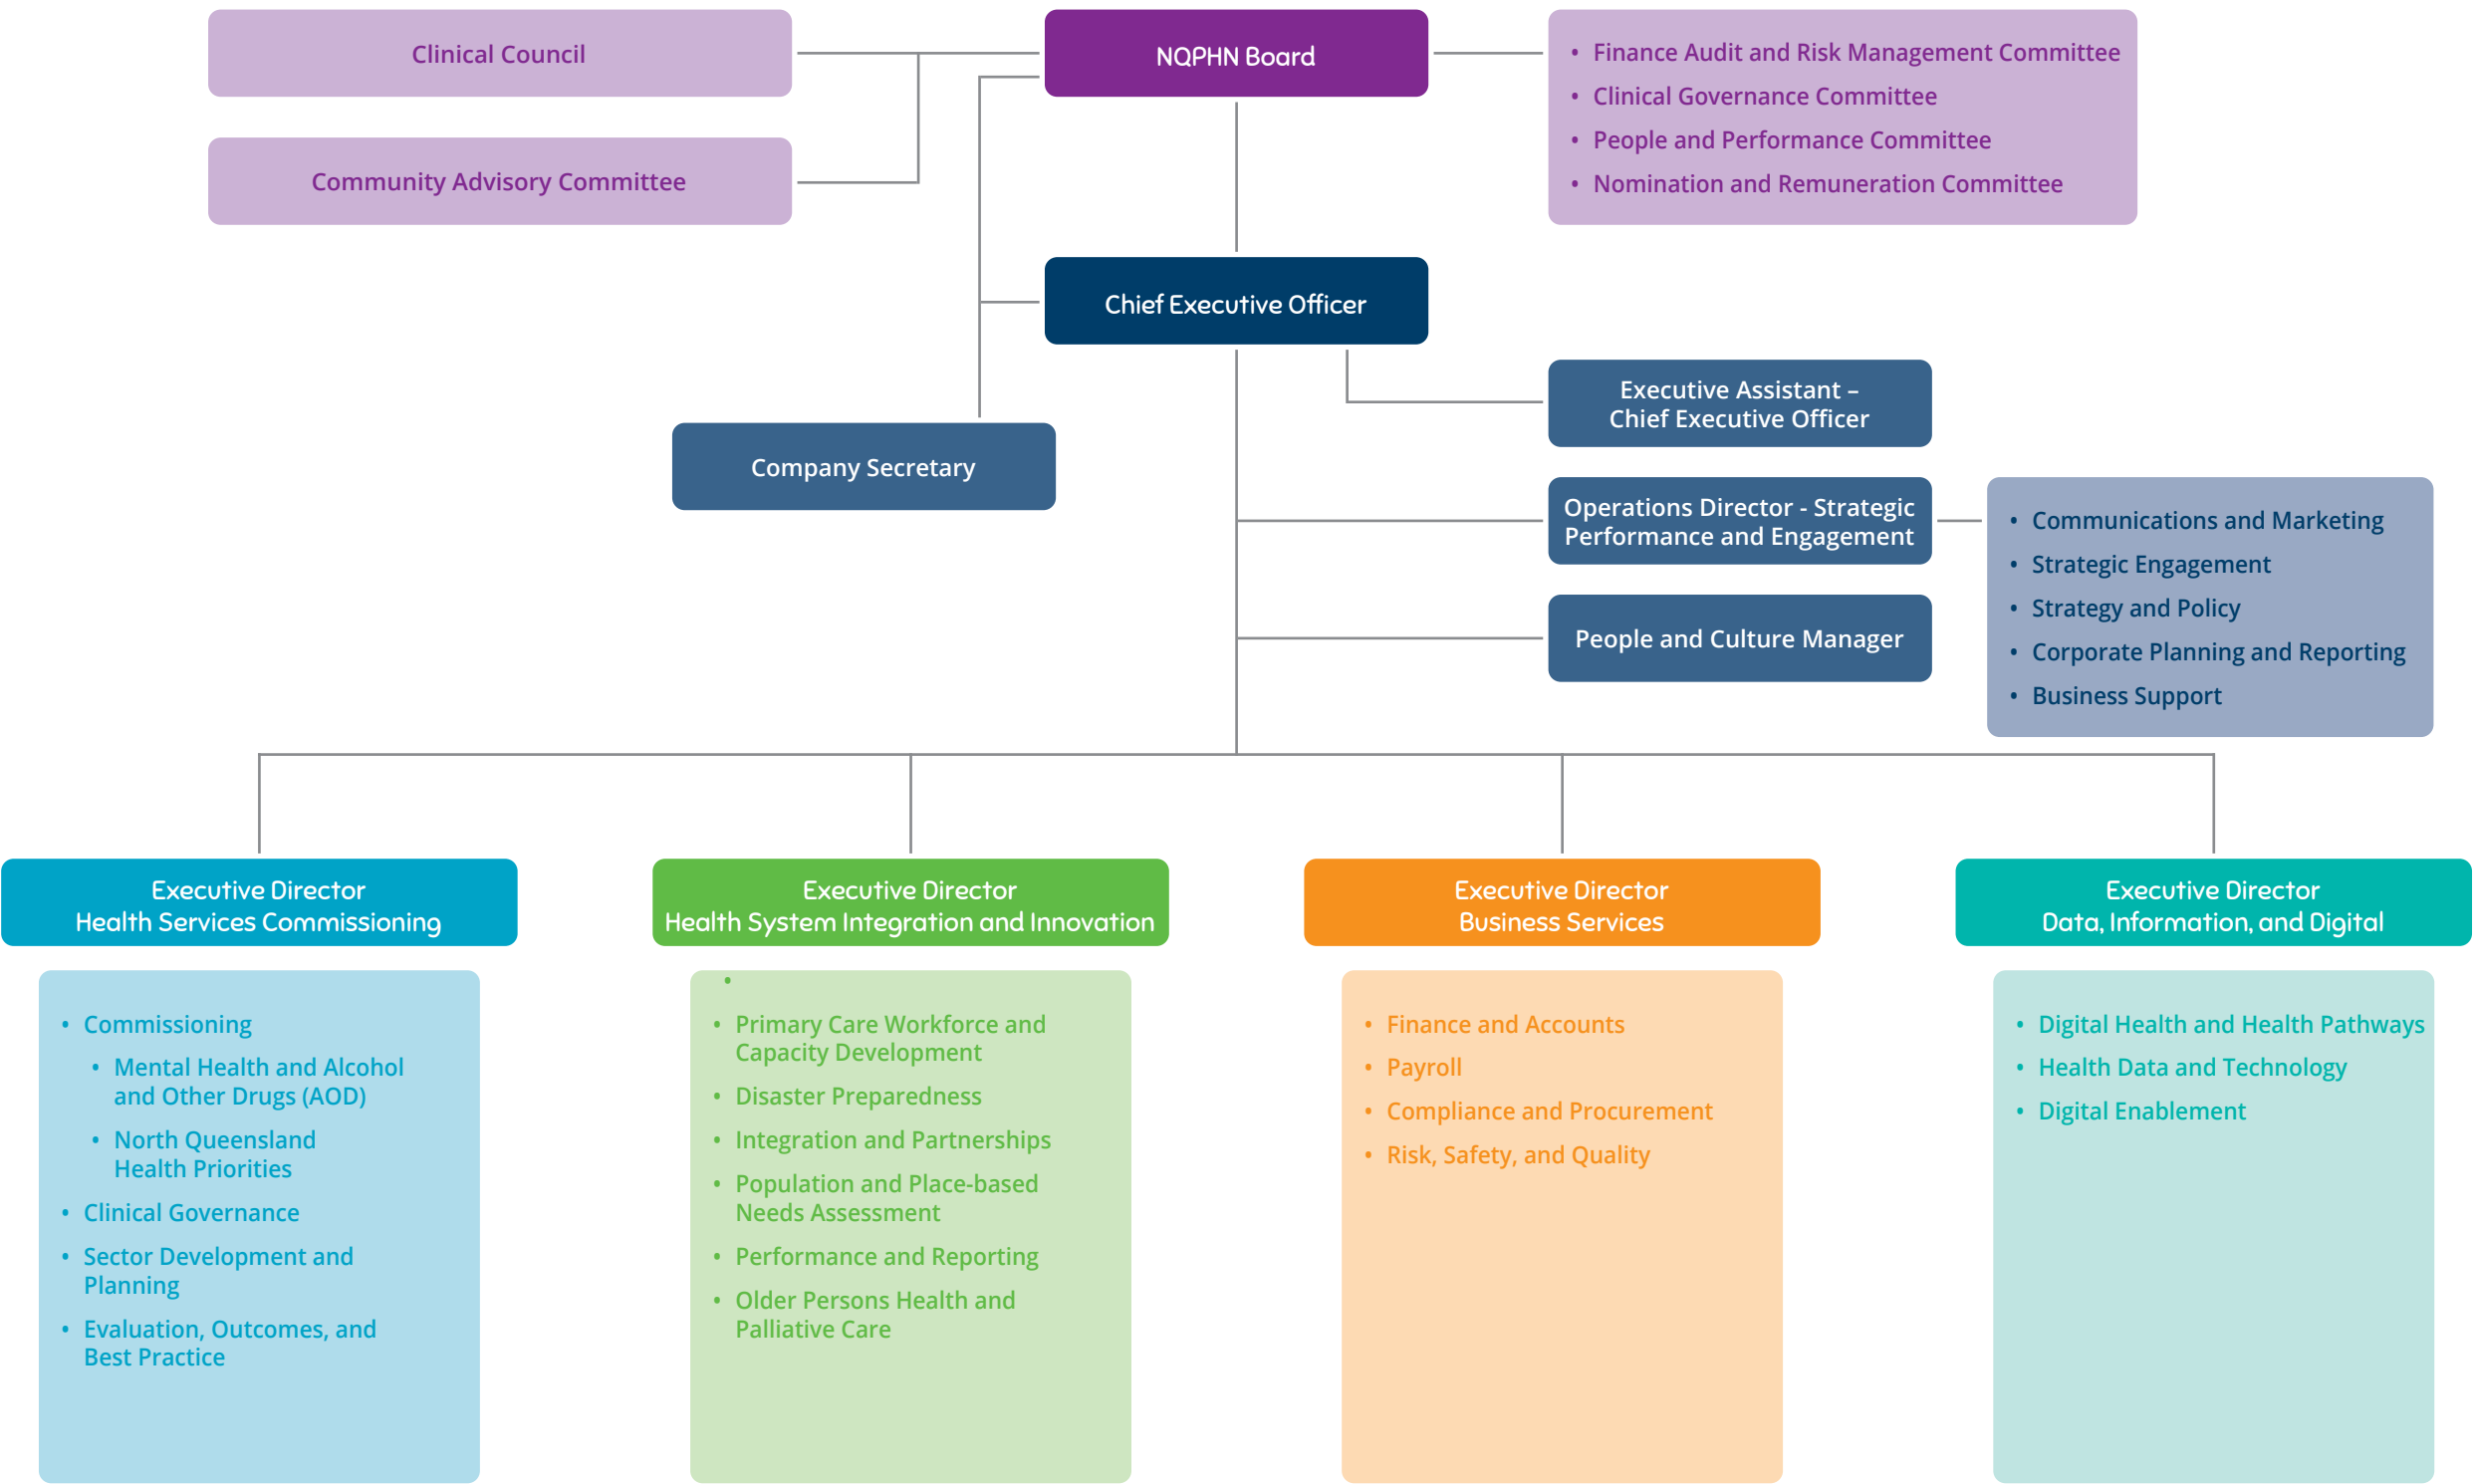 Clinical Council
NQPHN Board
• Finance Audit and Risk Management Committee
• Clinical Governance Committee
• People and Performance Committee
• Nomination and Remuneration Committee
Community Advisory Committee
Chief Executive Officer
Executive Assistant –
Chief Executive Officer
Company Secretary
Operations Director - Strategic
Performance and Engagement
• Communications and Marketing
• Strategic Engagement
• Strategy and Policy
• Corporate Planning and Reporting
• Business Support
People and Culture Manager
Executive Director
Health Services Commissioning
• Commissioning
• Mental Health and Alcohol
and Other Drugs (AOD)
• North Queensland
Health Priorities
• Clinical Governance
• Sector Development and
Planning
• Evaluation, Outcomes, and
Best Practice
Executive Director
Health System Integration and Innovation
•
• Primary Care Workforce and
Capacity Development
• Disaster Preparedness
• Integration and Partnerships
• Population and Place-based
Needs Assessment
• Performance and Reporting
• Older Persons Health and
Palliative Care
Executive Director
Business Services
• Finance and Accounts
• Payroll
• Compliance and Procurement
• Risk, Safety, and Quality
Executive Director
Data, Information, and Digital
• Digital Health and Health Pathways
• Health Data and Technology
• Digital Enablement